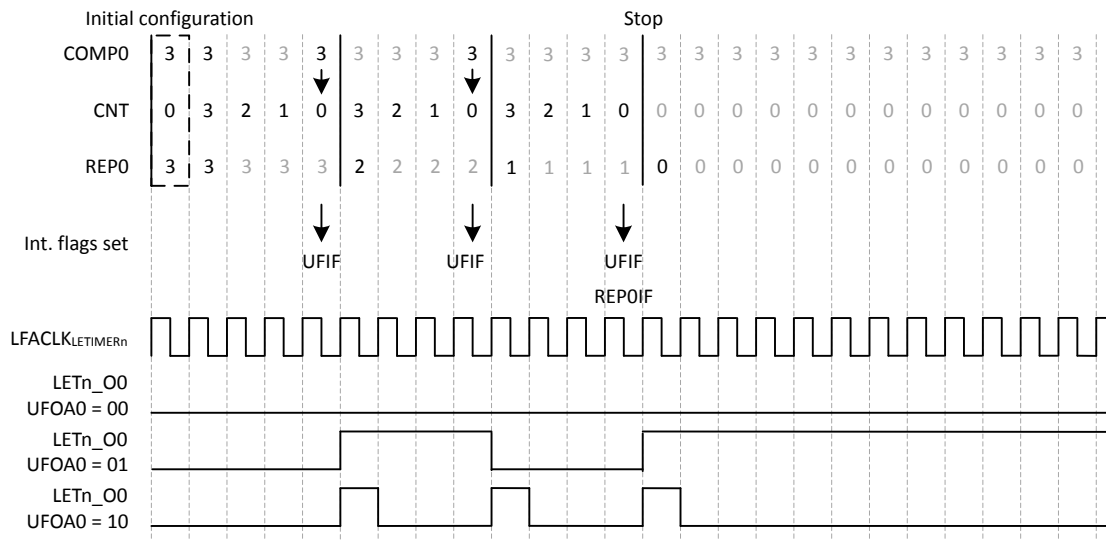 Initial configuration Stop
COMP0 3 3 3 3 3 3 3 3 3 3 3 3 3 3 3 3 3 3 3 3 3 3 3 3 3
CNT 0 3 2 1 0 3 2 1 0 3 2 1 0 0 0 0 0 0 0 0 0 0 0 0 0
REP0 3 3 3 3 3 2 2 2 2 1 1 1 1 0 0 0 0 0 0 0 0 0 0 0 0
Int. flags set
UFIF UFIF UFIF
REP0IF
LFACLKLETIMERn
LETn_O0
UFOA0 = 00
LETn_O0
UFOA0 = 01
LETn_O0
UFOA0 = 10